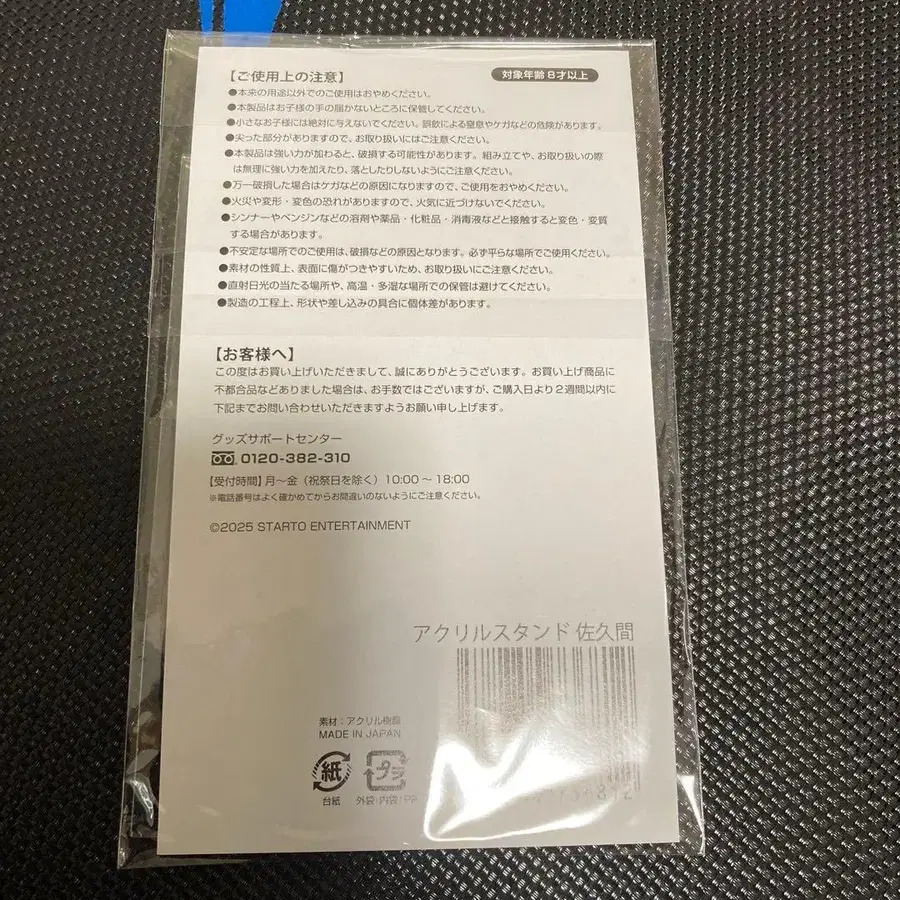 【ご使用上の注意】
対象年齢8才以上
●本来の用途以外でのご使用はおやめください。
●本製品はお子様の手の届かないところに保管してください。
●小さなお子様には絶対に与えないでください。誤飲による窒息やケガなどの危険があります。
●尖った部分がありますので、お取り扱いにはご注意ください。
●本製品は強い力が加わると、破損する可能性があります。組み立てや、お取り扱いの際
は無理に強い力を加えたり、落としたりしないようにご注意ください。
●万一破損した場合はケガなどの原因になりますので、ご使用をおやめください。
●火災や変形・変色の恐れがありますので、火気に近づけないでください。
●シンナーやベンジンなどの溶剤や薬品・化粧品・消毒液などと接触すると変色・変質
する場合があります。
●不安定な場所でのご使用は、破損などの原因となります。必ず平らな場所でご使用ください。
●素材の性質上、表面に傷がつきやすいため、お取り扱いにご注意ください。
●直射日光の当たる場所や、高温・多湿な場所での保管は避けてください。
●製造の工程上、形状や差し込みの具合に個体差があります。
【お客様へ】
この度はお買い上げいただきまして、誠にありがとうございます。お買い上げ商品に
不都合品などありました場合は、お手数ではございますが、ご購入日より2週間以内に
下記までお問い合わせいただきますようお願い申し上げます。
グッズサポートセンター
0120-382-310
【受付時間】月～金（祝祭日を除く）10:00～18:00
※電話番号はよく確かめてからお間違いのないようにご注意ください。
©2025 STARTO ENTERTAINMENT
アクリルスタンド 佐久間
素材：アクリル樹脂
MADE IN JAPAN
紙
プラ
台紙
外袋・内袋：PP